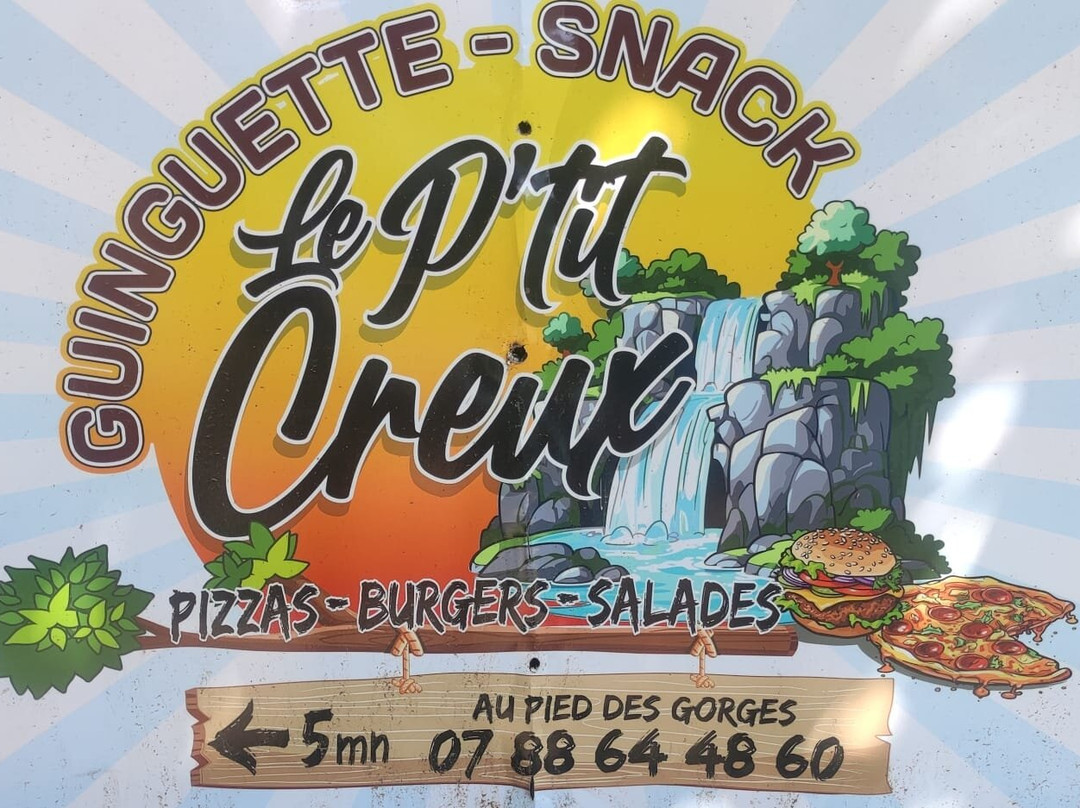 GUINGUETTE - SNACK
Le P'tit
Creux
PIZZAS - BURGERS - SALADES
AU PIED DES GORGES
← 5mn 07 88 64 48 60